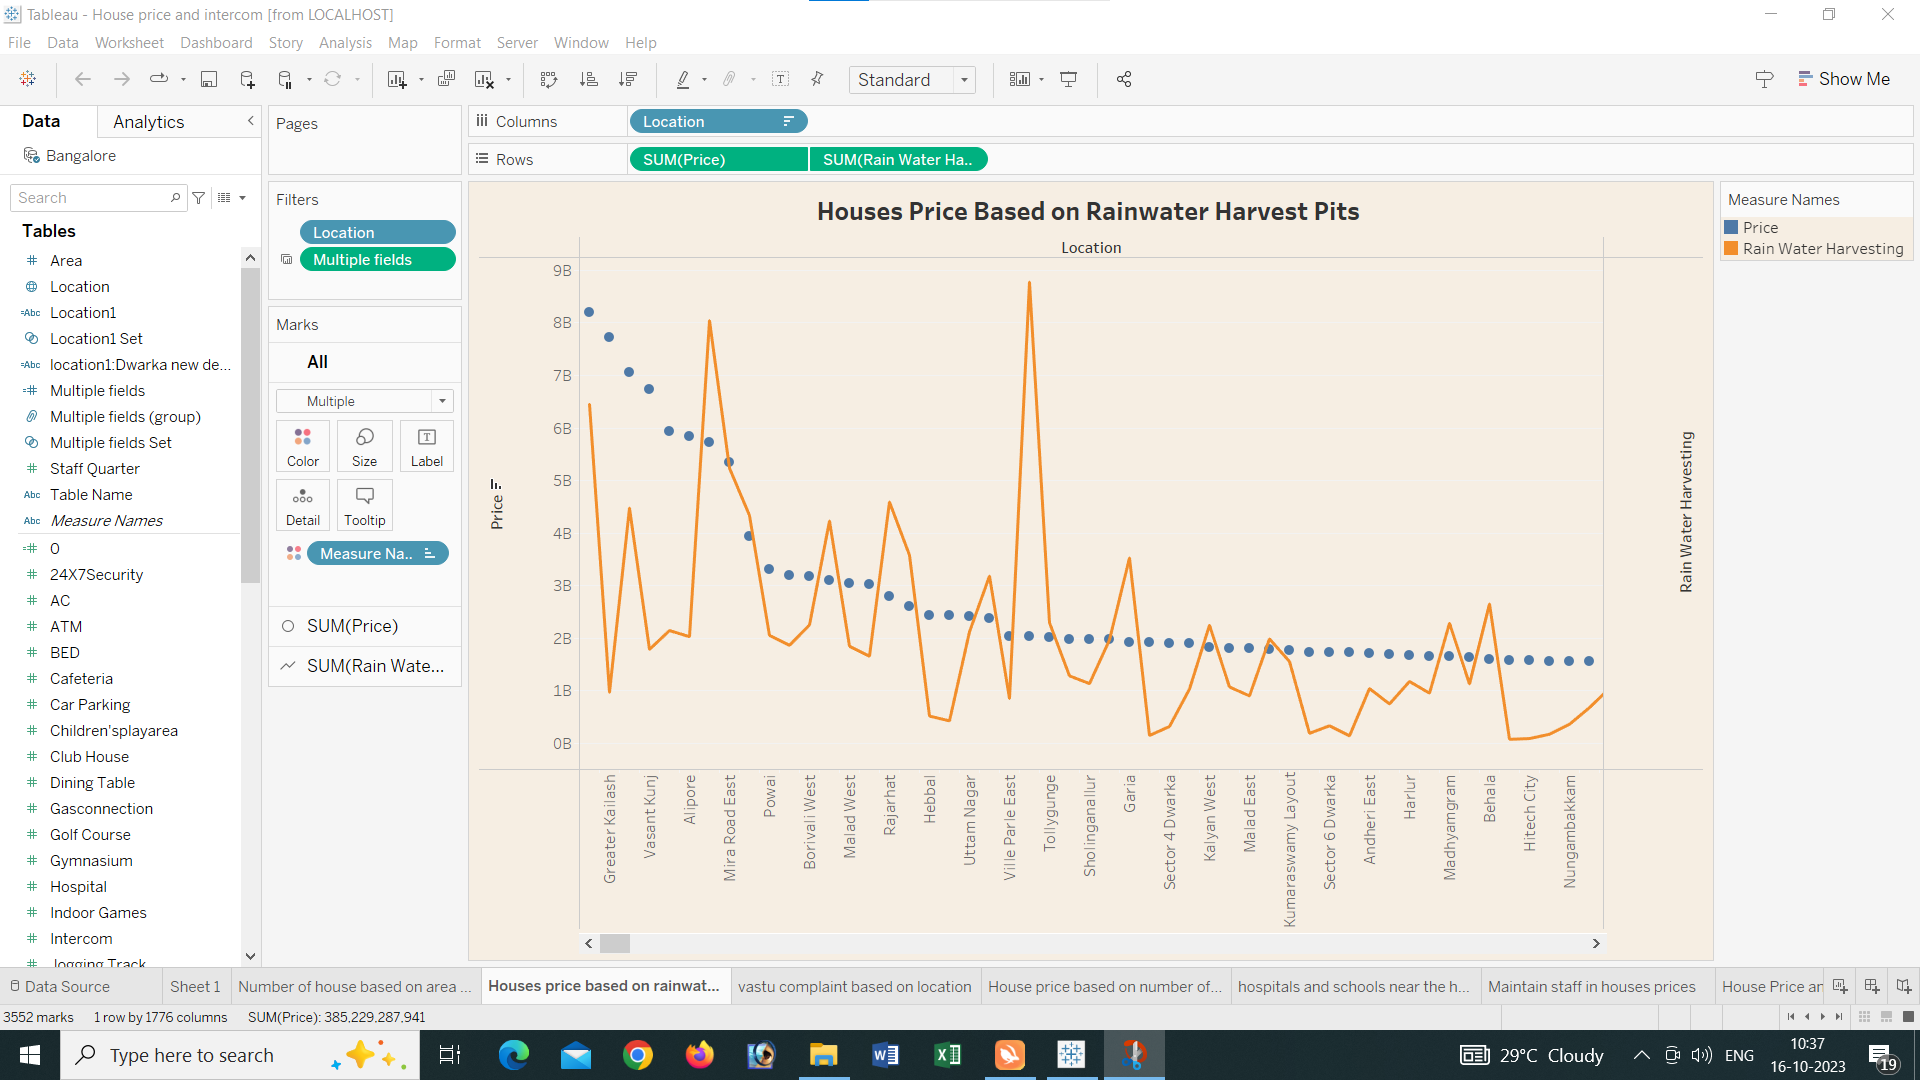 Tableau - House price and intercom [from LOCALHOST]
File Data Worksheet Dashboard Story Analysis Map Format Server Window Help
Standard
Show Me
Data
Analytics
Bangalore
Search
Tables
Area
Location
Abc Location1
Location1 Set
Abc location1:Dwarka new de...
Multiple fields
Multiple fields (group)
Multiple fields Set
Staff Quarter
Abc Table Name
Abc Measure Names
0
24X7Security
AC
ATM
BED
Cafeteria
Car Parking
Children'splayarea
Club House
Dining Table
Gasconnection
Golf Course
Gymnasium
Hospital
Indoor Games
Intercom
Jogging Track
Pages
Filters
Location
Multiple fields
Marks
All
Multiple
Color Size Label
Detail Tooltip
Measure Na..
SUM(Price)
SUM(Rain Wate...
Columns
Location
Rows
SUM(Price) SUM(Rain Water Ha..
Houses Price Based on Rainwater Harvest Pits
Location
9B
8B
7B
6B
5B
4B
3B
2B
1B
0B
Price
Rain Water Harvesting
Greater Kailash
Vasant Kunj
Alipore
Mira Road East
Powai
Borivali West
Malad West
Rajarhat
Hebbal
Uttam Nagar
Ville Parle East
Tollygunge
Sholinganallur
Garia
Sector 4 Dwarka
Kalyan West
Malad East
Kumaraswamy Layout
Sector 6 Dwarka
Andheri East
Harlur
Madhyamgram
Behala
Hitech City
Nungambakkam
Measure Names
Price
Rain Water Harvesting
Data Source
Sheet 1
Number of house based on area ...
Houses price based on rainwat...
vastu complaint based on location
House price based on number of...
hospitals and schools near the h...
Maintain staff in houses prices
House Price an
3552 marks 1 row by 1776 columns SUM(Price): 385,229,287,941
Type here to search
29°C Cloudy
ENG
10:37
16-10-2023
19